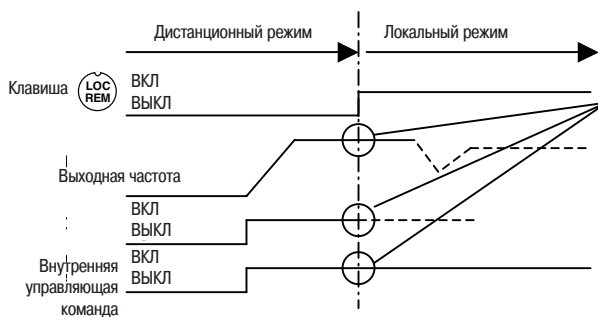 Дистанционный режим
Локальный режим
Клавиша
LOC
REM
ВКЛ
ВЫКЛ
Выходная частота
ВКЛ
ВЫКЛ
ВКЛ
ВЫКЛ
Внутренняя
управляющая
команда